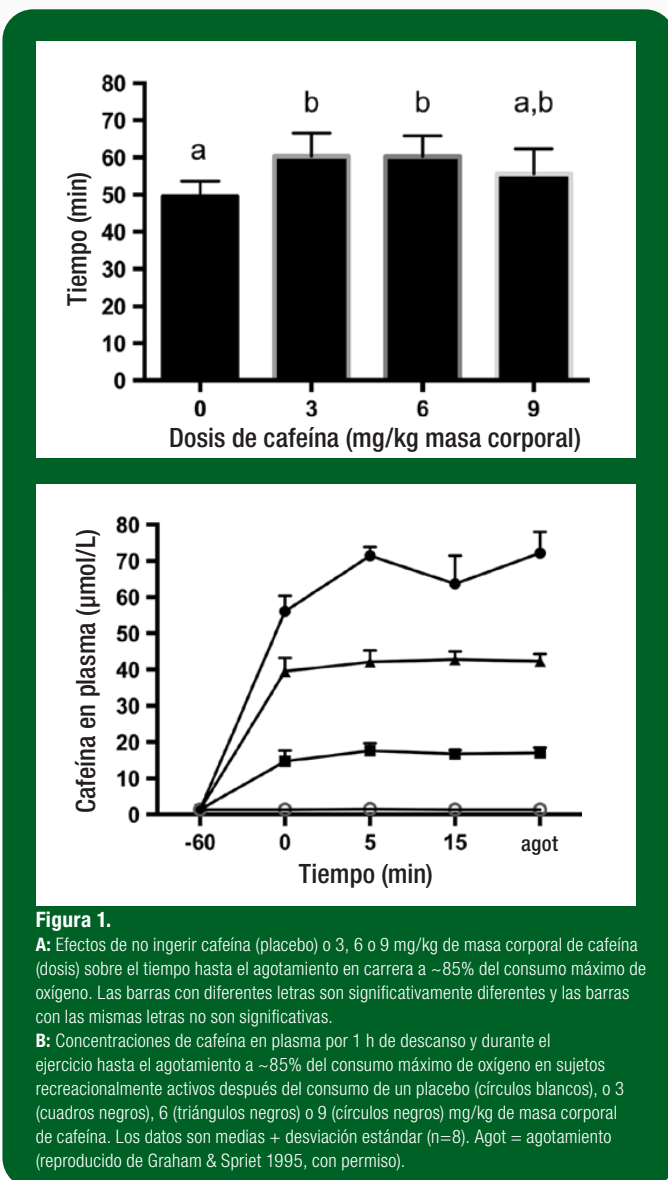 80
70
60
50
40
30
20
10
0
Tiempo (min)
a
b
b
a,b
0
3
6
9
Dosis de cafeína (mg/kg masa corporal)
80
70
60
50
40
30
20
10
0
Cafeína en plasma (µmol/L)
-60
0
5
15
agot
Tiempo (min)
Figura 1.
A: Efectos de no ingerir cafeína (placebo) o 3, 6 o 9 mg/kg de masa corporal de cafeína
(dosis) sobre el tiempo hasta el agotamiento en carrera a ~85% del consumo máximo de
oxígeno. Las barras con diferentes letras son significativamente diferentes y las barras
con las mismas letras no son significativas.
B: Concentraciones de cafeína en plasma por 1 h de descanso y durante el
ejercicio hasta el agotamiento a ~85% del consumo máximo de oxígeno en sujetos
recreacionalmente activos después del consumo de un placebo (círculos blancos), o 3
(cuadros negros), 6 (triángulos negros) o 9 (círculos negros) mg/kg de masa corporal
de cafeína. Los datos son medias + desviación estándar (n=8). Agot = agotamiento
(reproducido de Graham & Spriet 1995, con permiso).